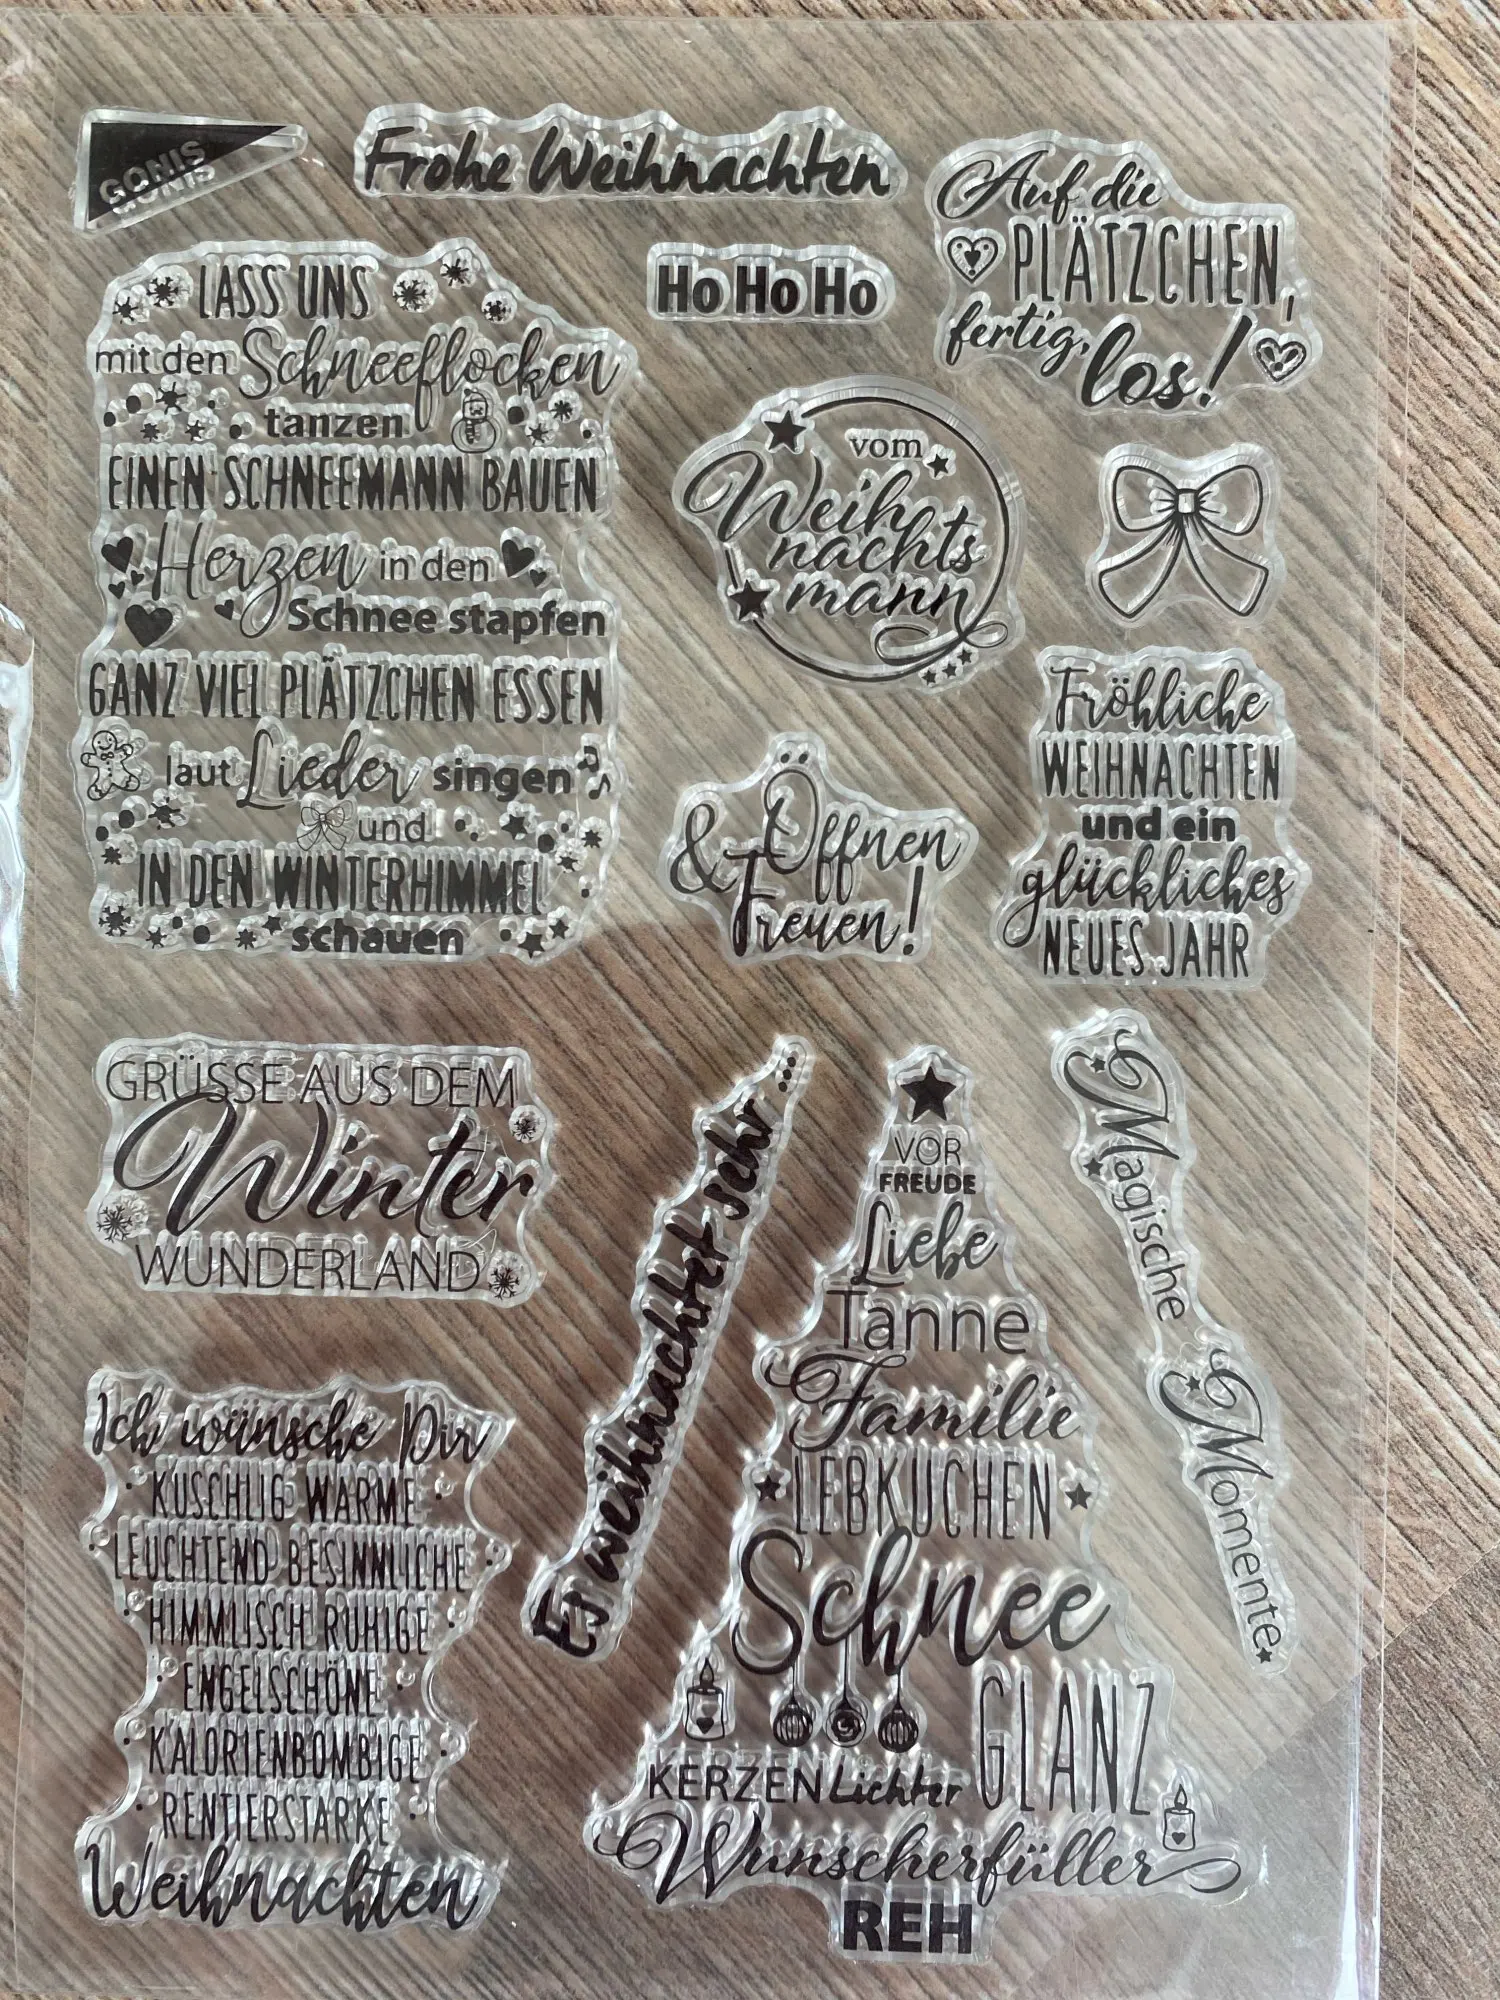 GONIS
Frohe Weihnachten
Auf die
PLÄTZCHEN,
fertig,
los!
Ho Ho Ho
LASS UNS
mit den Schneeflocken
tanzen
EINEN SCHNEEMANN BAUEN
Herzen in den
Schnee stapfen
GANZ VIEL PLÄTZCHEN ESSEN
laut Lieder singen
und
IN DEN WINTERHIMMEL
schauen
vom
Weih
nachts
mann
Öffnen
& Freuen!
Fröhliche
WEIHNACHTEN
und ein
glückliches
NEUES JAHR
GRÜSSE AUS DEM
Winter
WUNDERLAND
Es weihnachtet sehr...
VOR
FREUDE
Liebe
Tanne
Familie
LEBKUCHEN
Schnee
GLANZ
KERZEN Lichter
Wunscherfüller
REH
Magische
Momente
Ich wünsche Dir
KUSCHLIG WARME
LEUCHTEND BESINNLICHE
HIMMLISCH RUHIGE
ENGELSCHÖNE
KALORIENBOMBIGE
RENTIERSTARKE
Weihnachten